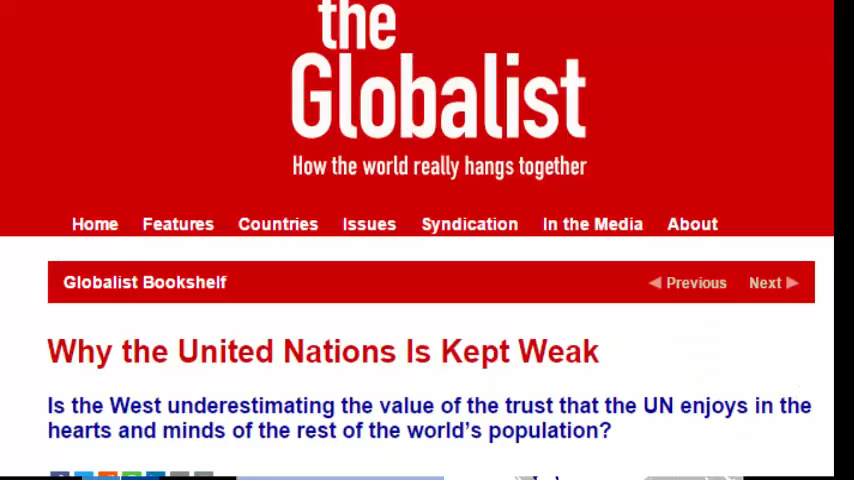 the
Globalist
How the world really hangs together
Home Features Countries Issues Syndication In the Media About
Globalist Bookshelf Previous Next
Why the United Nations Is Kept Weak
Is the West underestimating the value of the trust that the UN enjoys in the
hearts and minds of the rest of the world's population?